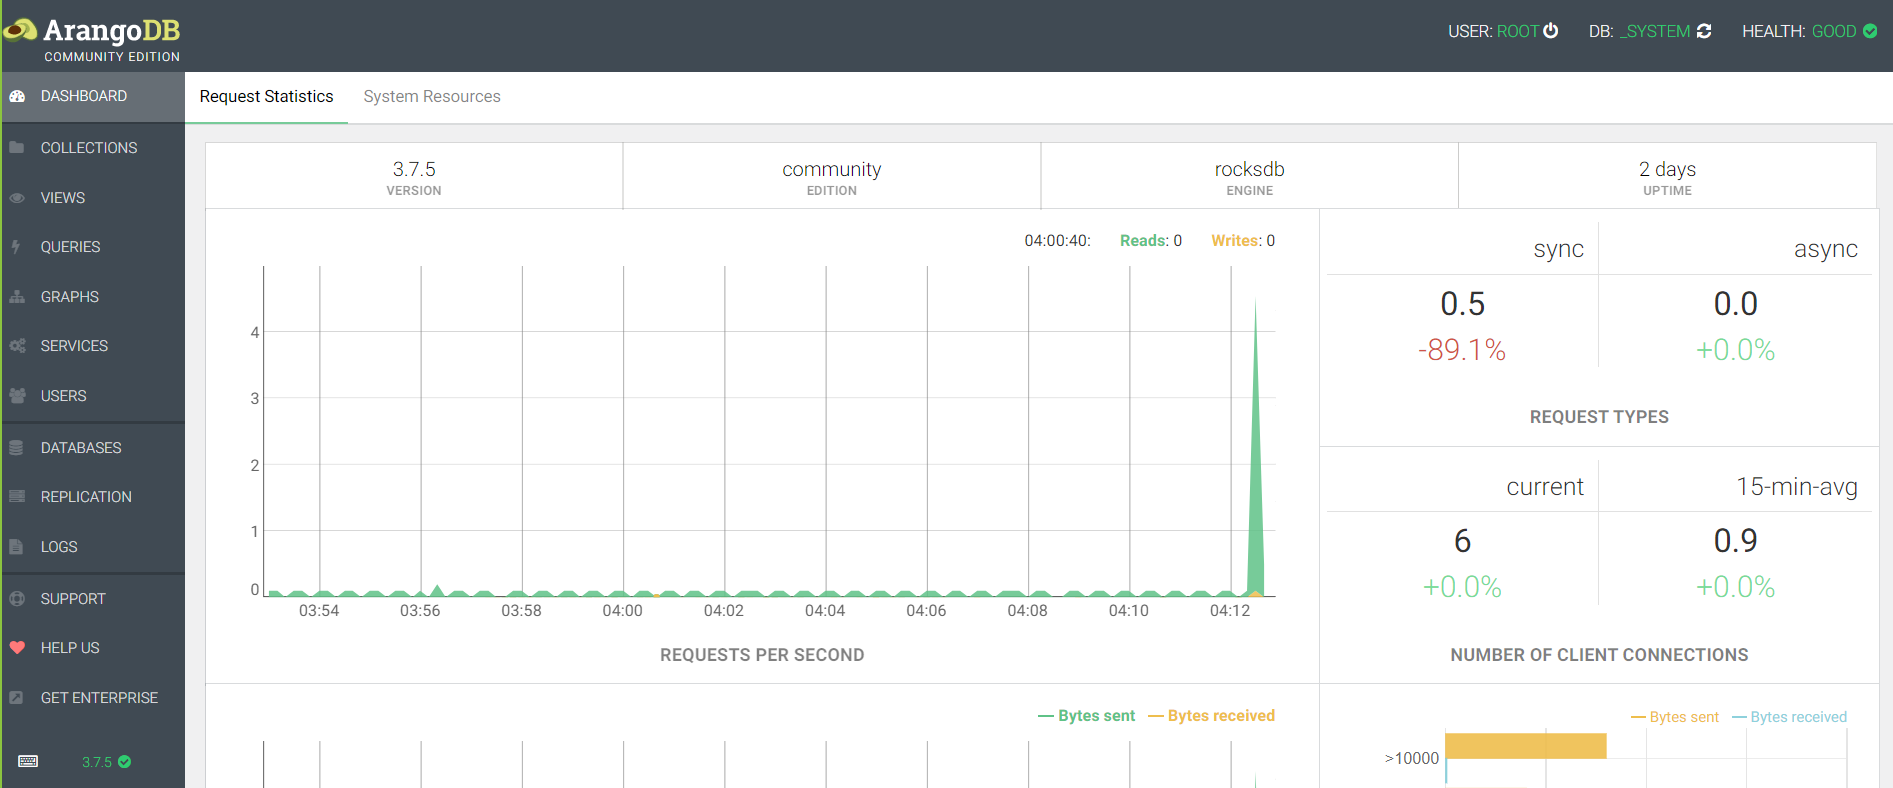 ArangoDB
COMMUNITY EDITION
USER: ROOT
DB: _SYSTEM
HEALTH: GOOD
DASHBOARD
COLLECTIONS
VIEWS
QUERIES
GRAPHS
SERVICES
USERS
DATABASES
REPLICATION
LOGS
SUPPORT
HELP US
GET ENTERPRISE
3.7.5
Request Statistics System Resources
3.7.5
VERSION
community
EDITION
rocksdb
ENGINE
2 days
UPTIME
04:00:40: Reads: 0 Writes: 0
4
3
2
1
0
03:54 03:56 03:58 04:00 04:02 04:04 04:06 04:08 04:10 04:12
REQUESTS PER SECOND
sync async
0.5 0.0
-89.1% +0.0%
REQUEST TYPES
current 15-min-avg
6 0.9
+0.0% +0.0%
NUMBER OF CLIENT CONNECTIONS
Bytes sent Bytes received
Bytes sent Bytes received
>10000